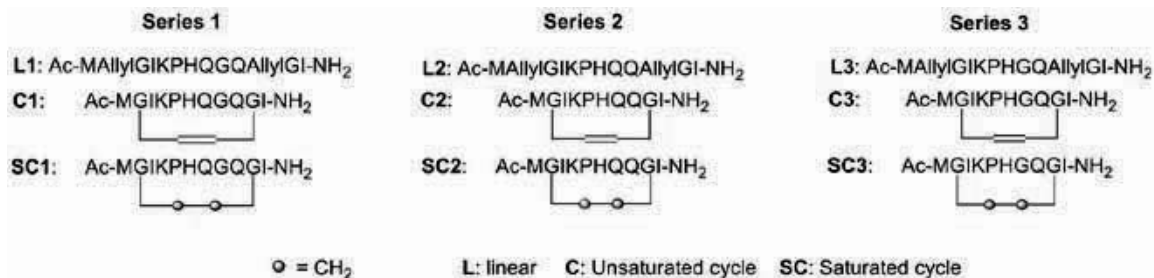 Series 1 Series 2 Series 3
L1: Ac-MAllylGIKPHQGQAllylGI-NH2 L2: Ac-MAllylGIKPHQQAllylGI-NH2 L3: Ac-MAllylGIKPHGQAllylGI-NH2
C1: Ac-MGIKPHQGQGI-NH2 C2: Ac-MGIKPHQQGI-NH2 C3: Ac-MGIKPHGQGI-NH2
SC1: Ac-MGIKPHQGQGI-NH2 SC2: Ac-MGIKPHQQGI-NH2 SC3: Ac-MGIKPHGQGI-NH2
= CH2 L: linear C: Unsaturated cycle SC: Saturated cycle